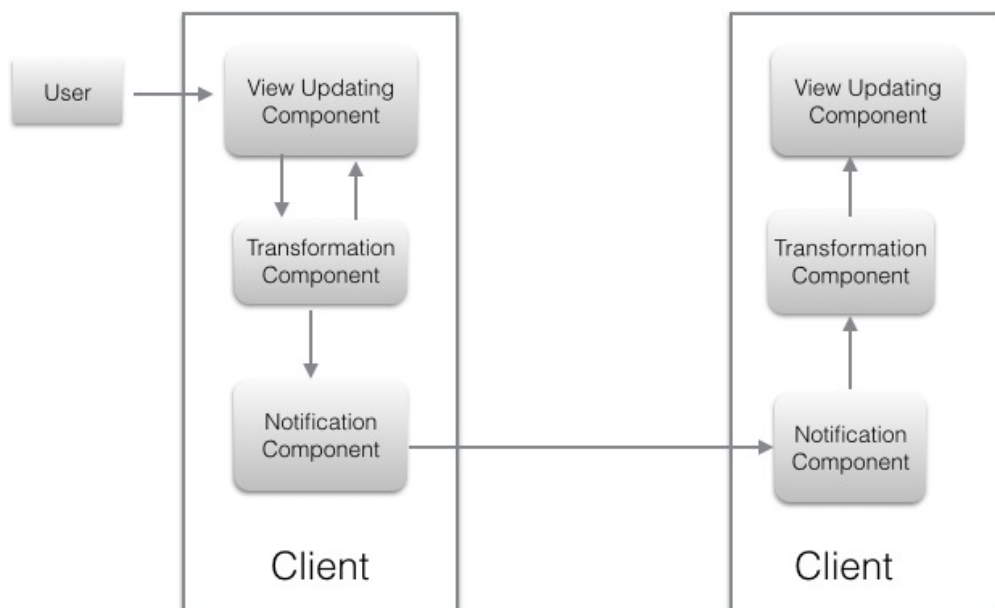 User
View Updating
Component
Transformation
Component
Notification
Component
Client
View Updating
Component
Transformation
Component
Notification
Component
Client